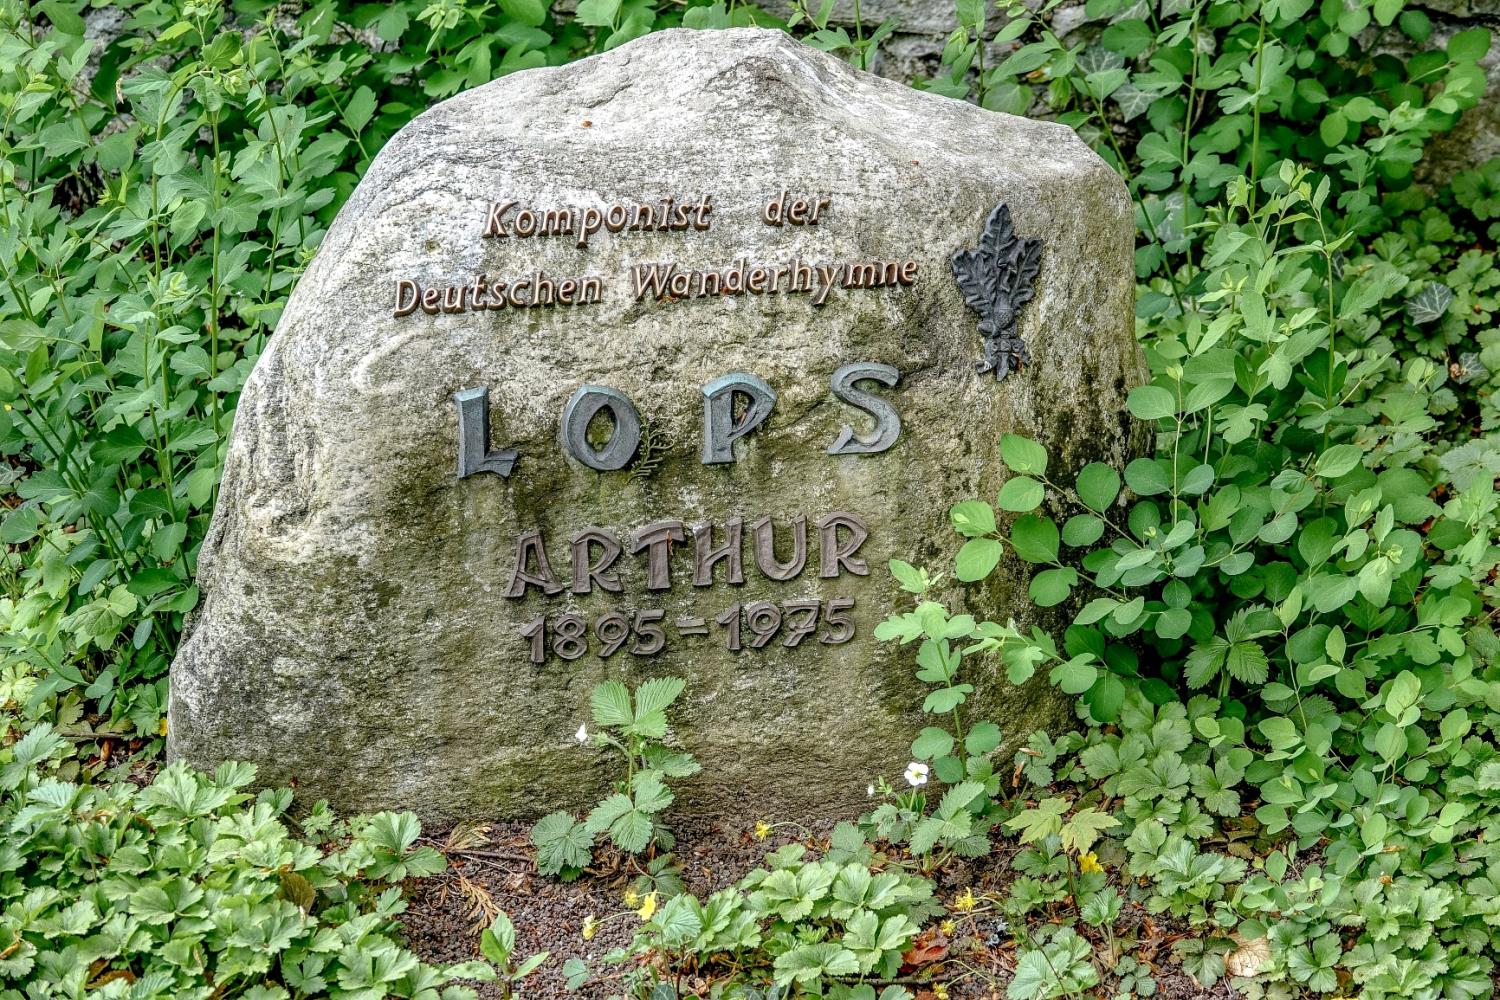 Komponist der
Deutschen Wanderhymne
LOPS
ARTHUR
1895-1975